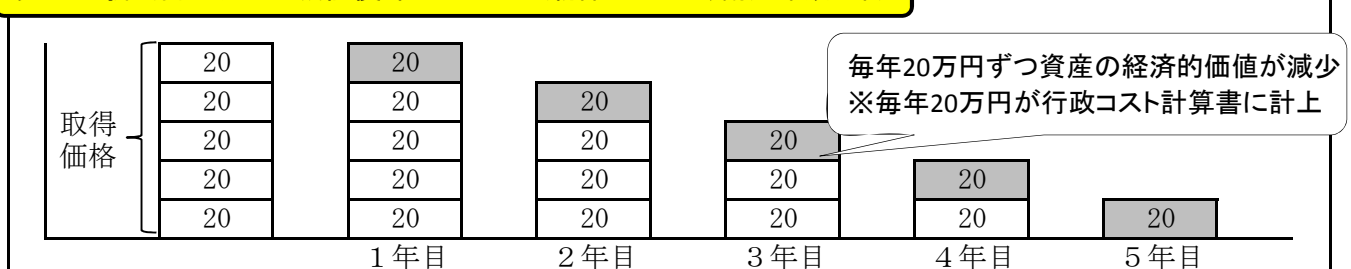 毎年20万円ずつ資産の経済的価値が減少
※毎年20万円が行政コスト計算書に計上
20 20
20 20 20
取得価格 20 20 20 20
20 20 20 20 20
20 20 20 20 20 20
1年目 2年目 3年目 4年目 5年目